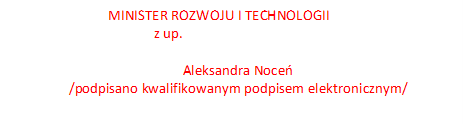 MINISTER ROZWOJU I TECHNOLOGII
z up.
Aleksandra Noceń
/podpisano kwalifikowanym podpisem elektronicznym/